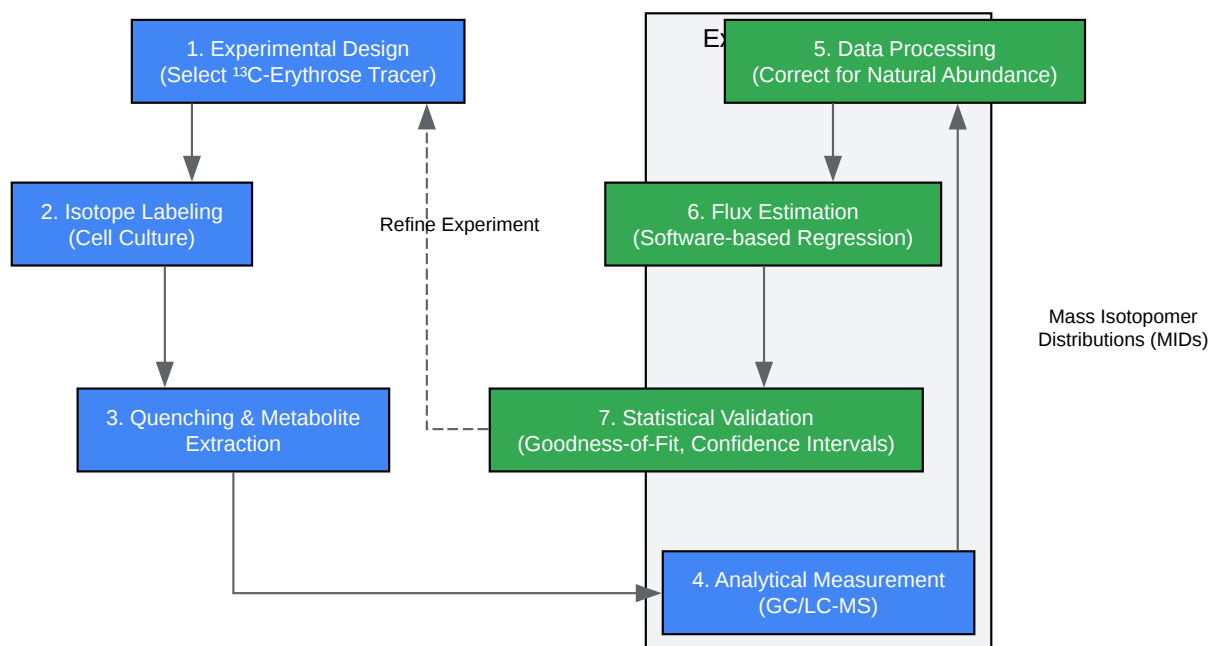 1. Experimental Design
(Select ¹³C-Erythrose Tracer)
2. Isotope Labeling
(Cell Culture)
Refine Experiment
3. Quenching & Metabolite
Extraction
4. Analytical Measurement
(GC/LC-MS)
Mass Isotopomer
Distributions (MIDs)
5. Data Processing
(Correct for Natural Abundance)
6. Flux Estimation
(Software-based Regression)
7. Statistical Validation
(Goodness-of-Fit, Confidence Intervals)